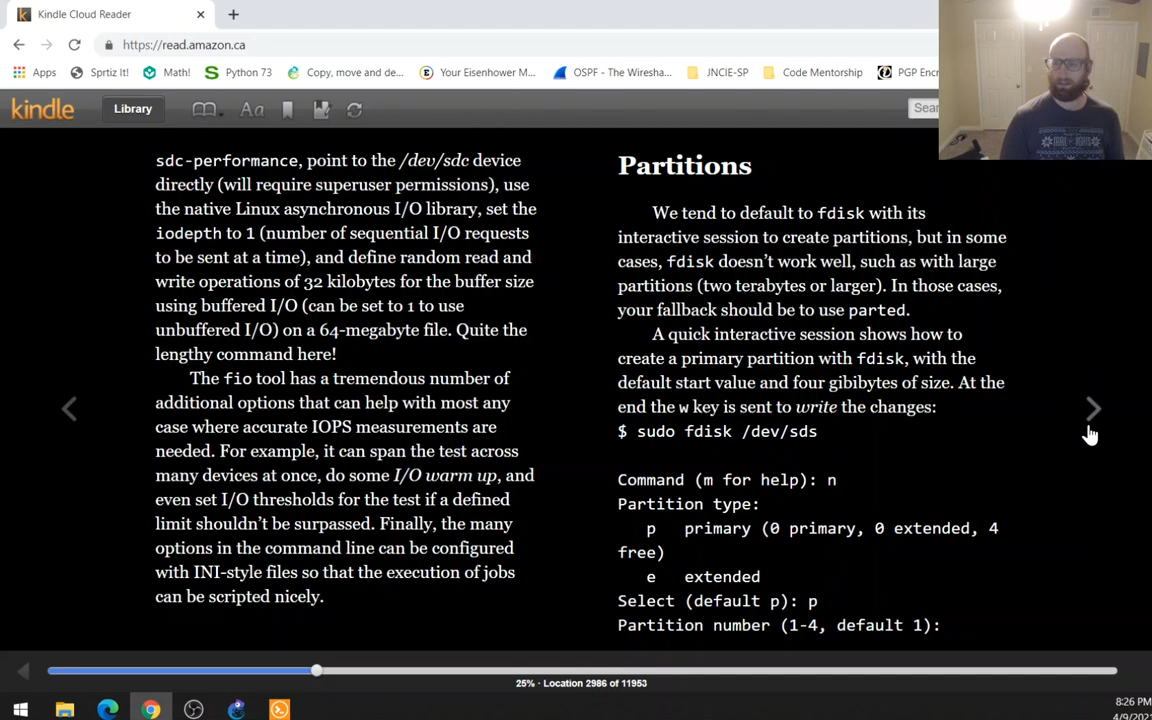 Kindle Cloud Reader
https://read.amazon.ca
Apps
Sprtiz It!
Math!
Python 73
Copy, move and de...
Your Eisenhower M...
OSPF - The Wiresha...
JNCIE-SP
Code Mentorship
PGP Encr
kindle
Library
Aa
Sear
sdc-performance, point to the /dev/sdc device
directly (will require superuser permissions), use
the native Linux asynchronous I/O library, set the
iodepth to 1 (number of sequential I/O requests
to be sent at a time), and define random read and
write operations of 32 kilobytes for the buffer size
using buffered I/O (can be set to 1 to use
unbuffered I/O) on a 64-megabyte file. Quite the
lengthy command here!
The fio tool has a tremendous number of
additional options that can help with most any
case where accurate IOPS measurements are
needed. For example, it can span the test across
many devices at once, do some I/O warm up, and
even set I/O thresholds for the test if a defined
limit shouldn't be surpassed. Finally, the many
options in the command line can be configured
with INI-style files so that the execution of jobs
can be scripted nicely.
Partitions
We tend to default to fdisk with its
interactive session to create partitions, but in some
cases, fdisk doesn't work well, such as with large
partitions (two terabytes or larger). In those cases,
your fallback should be to use parted.
A quick interactive session shows how to
create a primary partition with fdisk, with the
default start value and four gibibytes of size. At the
end the w key is sent to write the changes:
$ sudo fdisk /dev/sds
Command (m for help): n
Partition type:
p primary (0 primary, 0 extended, 4
free)
e extended
Select (default p): p
Partition number (1-4, default 1):
25% · Location 2986 of 11953
8:26 PM
4/9/202